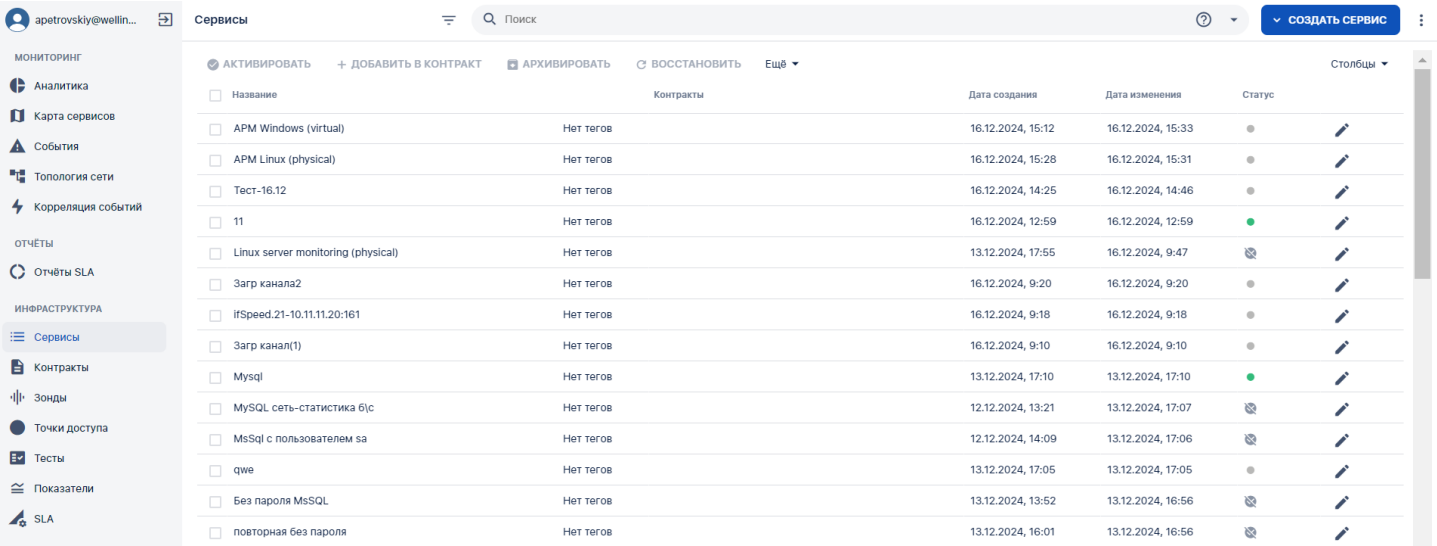 apetrovskiy@wellin...
Сервисы
Поиск
СОЗДАТЬ СЕРВИС
МОНИТОРИНГ
Аналитика
Карта сервисов
События
Топология сети
Корреляция событий
ОТЧЁТЫ
Отчёты SLA
ИНФРАСТРУКТУРА
Сервисы
Контракты
Зонды
Точки доступа
Тесты
Показатели
SLA
АКТИВИРОВАТЬ + ДОБАВИТЬ В КОНТРАКТ АРХИВИРОВАТЬ ВОССТАНОВИТЬ Ещё Столбцы
Название Контракты Дата создания Дата изменения Статус
АРМ Windows (virtual) Нет тегов 16.12.2024, 15:12 16.12.2024, 15:33
АРМ Linux (physical) Нет тегов 16.12.2024, 15:28 16.12.2024, 15:31
Тест-16.12 Нет тегов 16.12.2024, 14:25 16.12.2024, 14:46
11 Нет тегов 16.12.2024, 12:59 16.12.2024, 12:59
Linux server monitoring (physical) Нет тегов 13.12.2024, 17:55 16.12.2024, 9:47
Загр канала2 Нет тегов 16.12.2024, 9:20 16.12.2024, 9:20
ifSpeed.21-10.11.11.20:161 Нет тегов 16.12.2024, 9:18 16.12.2024, 9:18
Загр канал(1) Нет тегов 16.12.2024, 9:10 16.12.2024, 9:10
Mysql Нет тегов 13.12.2024, 17:10 13.12.2024, 17:10
MySQL сеть-статистика б\с Нет тегов 12.12.2024, 13:21 13.12.2024, 17:07
MsSql с пользователем sa Нет тегов 12.12.2024, 14:09 13.12.2024, 17:06
qwe Нет тегов 13.12.2024, 17:05 13.12.2024, 17:05
Без пароля MsSQL Нет тегов 13.12.2024, 13:52 13.12.2024, 16:56
повторная без пароля Нет тегов 13.12.2024, 16:01 13.12.2024, 16:56